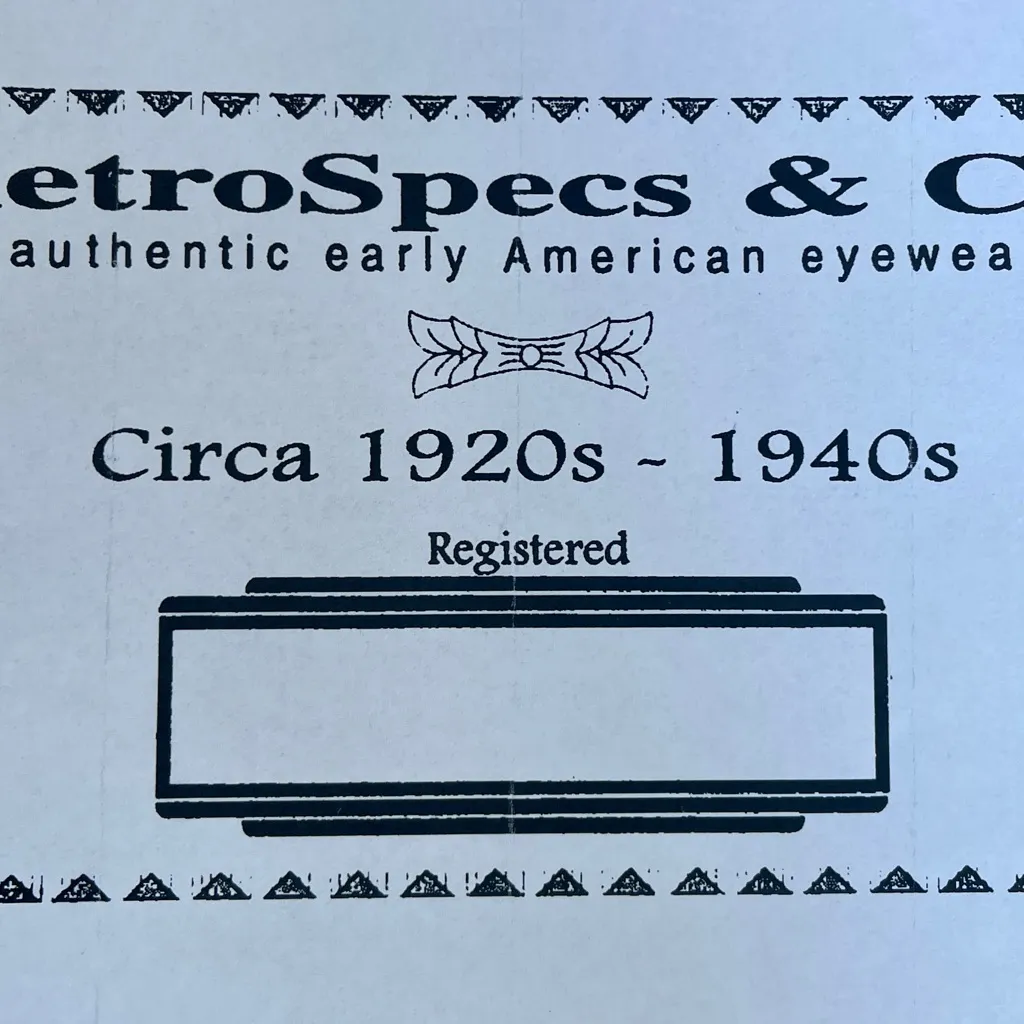 etroSpecs & C
authentic early American eyewea
Circa 1920s ~ 1940s
Registered